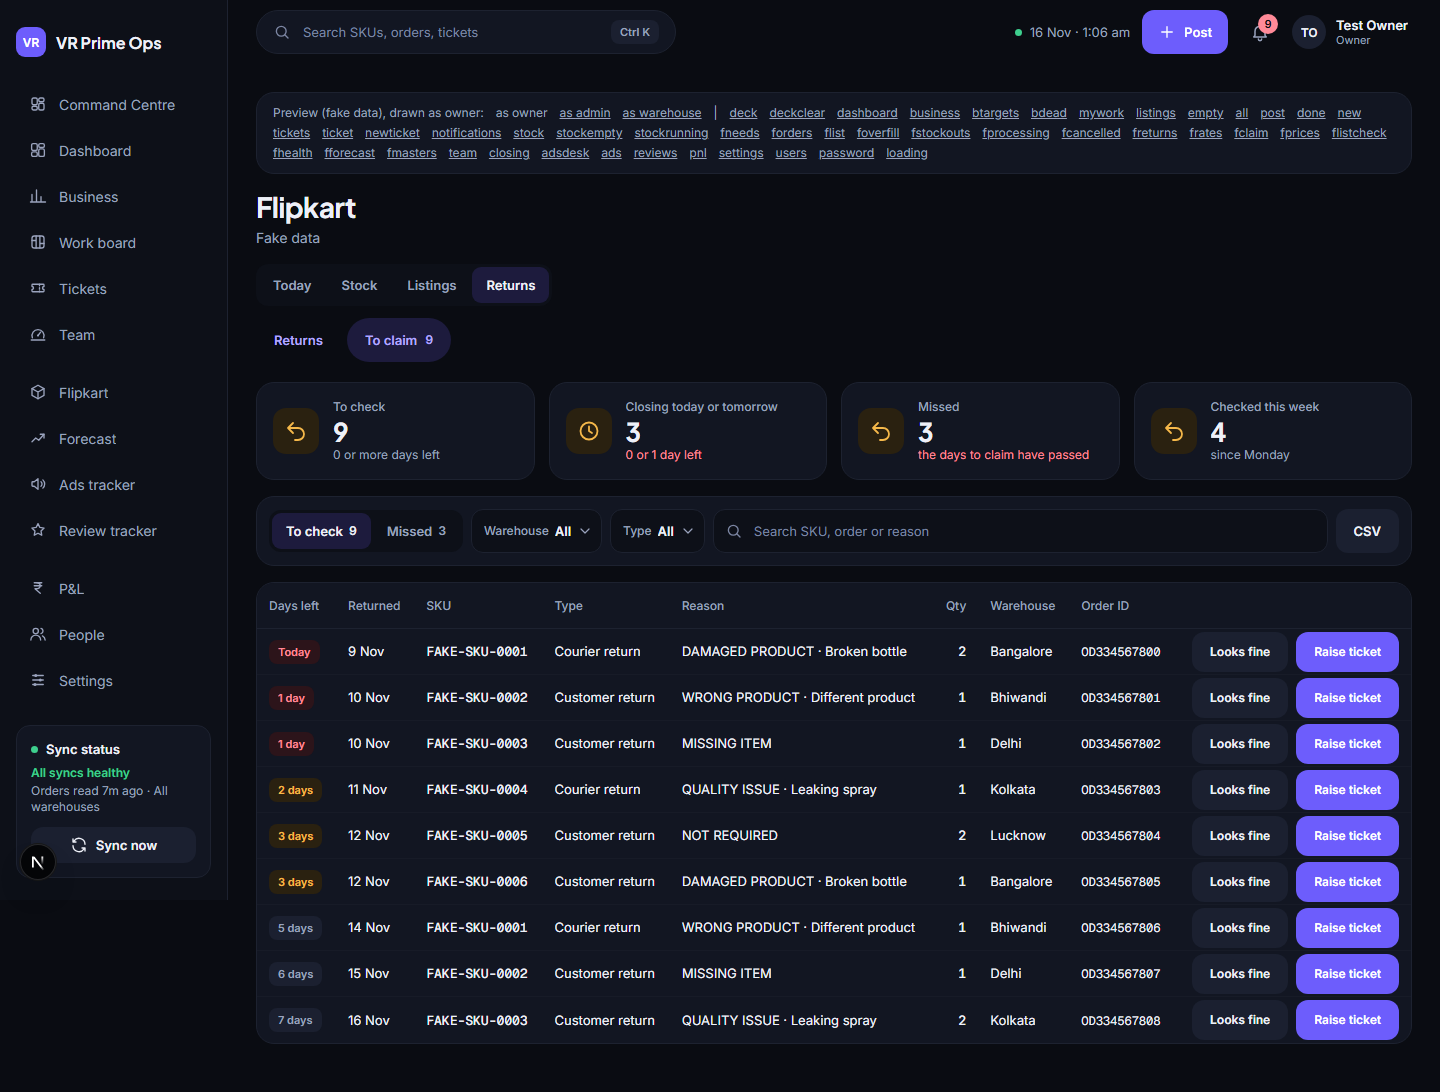 VR VR Prime Ops
Search SKUs, orders, tickets Ctrl K
16 Nov · 1:06 am
Post
9
TO Test Owner
Owner
Command Centre
Dashboard
Business
Work board
Tickets
Team
Flipkart
Forecast
Ads tracker
Review tracker
P&L
People
Settings
Sync status
All syncs healthy
Orders read 7m ago · All
warehouses
Sync now
N
Preview (fake data), drawn as owner: as owner as admin as warehouse | deck deckclear dashboard business btargets bdead mywork listings empty all post done new
tickets ticket newticket notifications stock stockempty stockrunning fneeds forders flist foverfill fstockouts fprocessing fcancelled freturns frates fclaim fprices flistcheck
fhealth fforecast fmasters team closing adsdesk ads reviews pnl settings users password loading
Flipkart
Fake data
Today Stock Listings Returns
Returns To claim 9
To check
9
0 or more days left
Closing today or tomorrow
3
0 or 1 day left
Missed
3
the days to claim have passed
Checked this week
4
since Monday
To check 9 Missed 3 Warehouse All Type All Search SKU, order or reason CSV
Days left Returned SKU Type Reason Qty Warehouse Order ID
Today 9 Nov FAKE-SKU-0001 Courier return DAMAGED PRODUCT · Broken bottle 2 Bangalore OD334567800 Looks fine Raise ticket
1 day 10 Nov FAKE-SKU-0002 Customer return WRONG PRODUCT · Different product 1 Bhiwandi OD334567801 Looks fine Raise ticket
1 day 10 Nov FAKE-SKU-0003 Customer return MISSING ITEM 1 Delhi OD334567802 Looks fine Raise ticket
2 days 11 Nov FAKE-SKU-0004 Courier return QUALITY ISSUE · Leaking spray 1 Kolkata OD334567803 Looks fine Raise ticket
3 days 12 Nov FAKE-SKU-0005 Customer return NOT REQUIRED 2 Lucknow OD334567804 Looks fine Raise ticket
3 days 12 Nov FAKE-SKU-0006 Customer return DAMAGED PRODUCT · Broken bottle 1 Bangalore OD334567805 Looks fine Raise ticket
5 days 14 Nov FAKE-SKU-0001 Courier return WRONG PRODUCT · Different product 1 Bhiwandi OD334567806 Looks fine Raise ticket
6 days 15 Nov FAKE-SKU-0002 Customer return MISSING ITEM 1 Delhi OD334567807 Looks fine Raise ticket
7 days 16 Nov FAKE-SKU-0003 Customer return QUALITY ISSUE · Leaking spray 2 Kolkata OD334567808 Looks fine Raise ticket